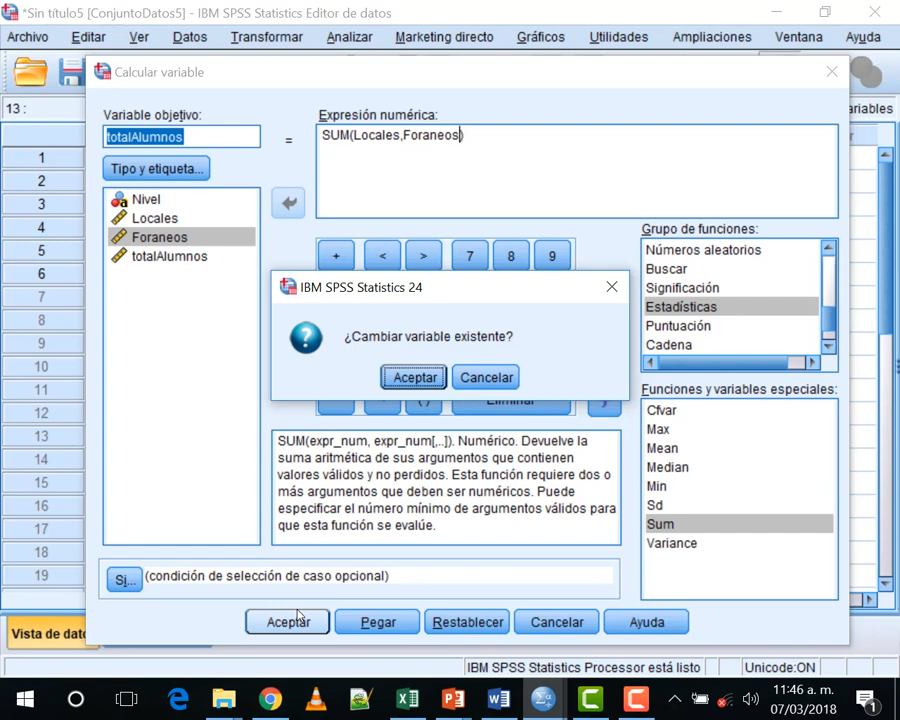 *Sin título5 [ConjuntoDatos5] - IBM SPSS Statistics Editor de datos
Archivo Editar Ver Datos Transformar Analizar Marketing directo Gráficos Utilidades Ampliaciones Ventana Ayuda
Calcular variable
13 :
ariables
Variable objetivo:
totalAlumnos
=
Expresión numérica:
SUM(Locales,Foraneos)
Tipo y etiqueta...
Nivel
Locales
Foraneos
totalAlumnos
+ < > 7 8 9
Grupo de funciones:
Números aleatorios
Buscar
Significación
Estadísticas
Puntuación
Cadena
IBM SPSS Statistics 24
¿Cambiar variable existente?
Aceptar Cancelar
Eliminar
Funciones y variables especiales:
Cfvar
Max
Mean
Median
Min
Sd
Sum
Variance
SUM(expr_num, expr_num[,..]). Numérico. Devuelve la
suma aritmética de sus argumentos que contienen
valores válidos y no perdidos. Esta función requiere dos o
más argumentos que deben ser numéricos. Puede
especificar el número mínimo de argumentos válidos para
que esta función se evalúe.
Si... (condición de selección de caso opcional)
Aceptar Pegar Restablecer Cancelar Ayuda
1
2
3
4
5
6
7
8
9
10
11
12
13
14
15
16
17
18
19
Vista de dato
IBM SPSS Statistics Processor está listo Unicode:ON
11:46 a. m.
07/03/2018
1